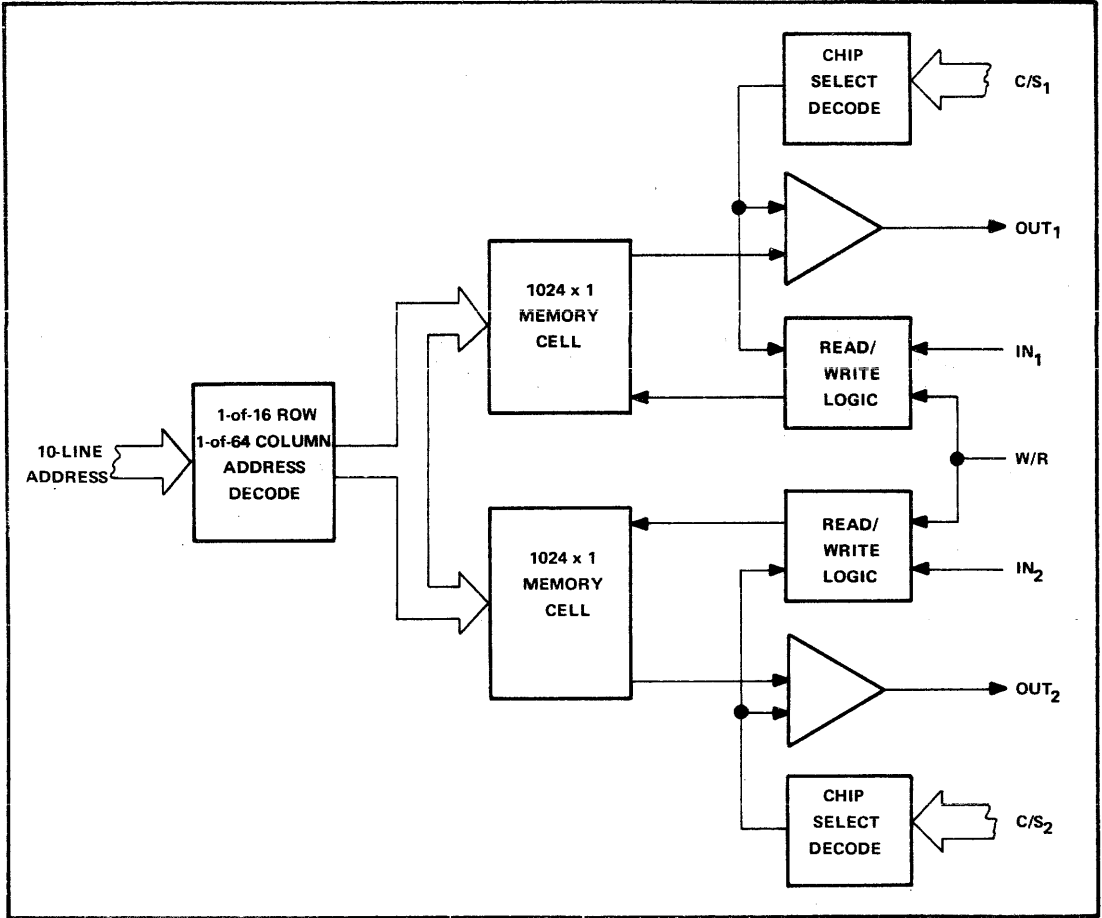 CHIP
SELECT
DECODE
C/S1
OUT1
1024 x 1
MEMORY
CELL
READ/
WRITE
LOGIC
IN1
1-of-16 ROW
1-of-64 COLUMN
ADDRESS
DECODE
10-LINE
ADDRESS
W/R
1024 x 1
MEMORY
CELL
READ/
WRITE
LOGIC
IN2
OUT2
CHIP
SELECT
DECODE
C/S2